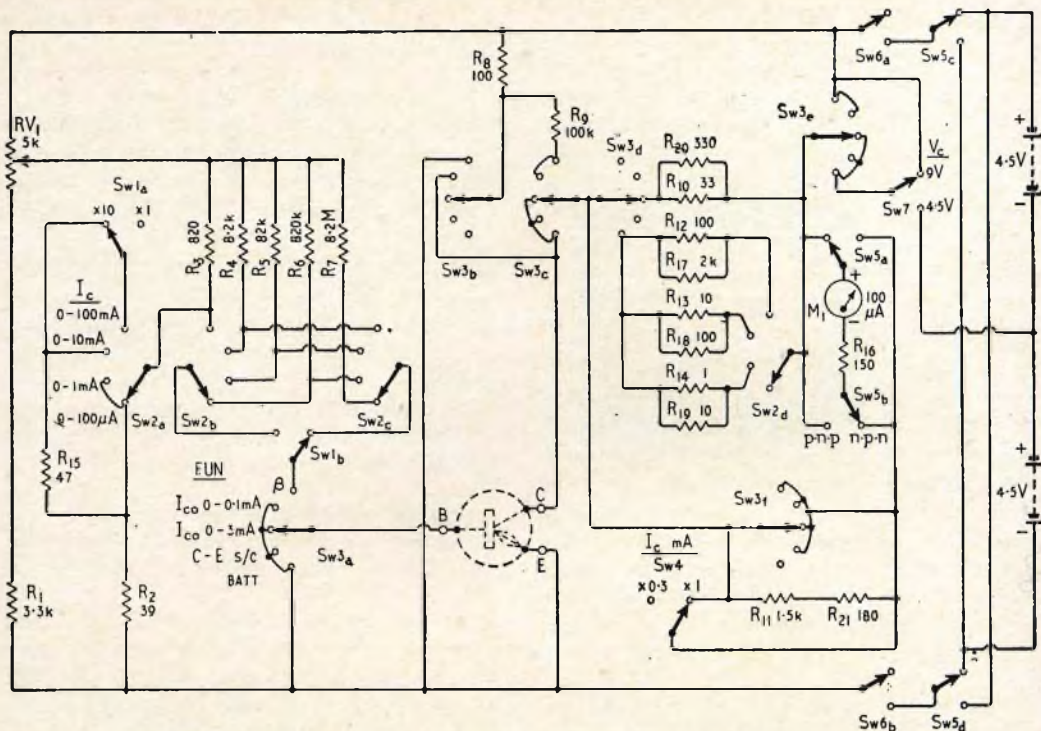 RV1
5k
Sw1a
x10
x1
Ic
0-100mA
0-10mA
0-1mA
0-100μA
R15
47
R1
3.3k
R2
39
R3
820
R4
8.2k
R5
82k
R6
820k
R7
8.2M
Sw2a
Sw2b
Sw2c
Sw1b
FUN
β
Ico 0-0.1mA
Ico 0-3mA
C-E s/c
BATT
Sw3a
R8
100
R9
100k
Sw3b
Sw3c
Sw3d
B
C
E
R20 330
R10 33
R12 100
R17 2k
R13 10
R18 100
R14 1
R19 10
Sw2d
Sw3e
Vc
9V
Sw7
4.5V
Sw5a
+
M1
100
μA
-
R16
150
Sw5b
p-n-p
n-p-n
Sw3f
Ic mA
Sw4
x0.3
x1
R11 1.5k
R21 180
Sw6a
Sw5c
+
4.5V
-
+
4.5V
-
Sw6b
Sw5d